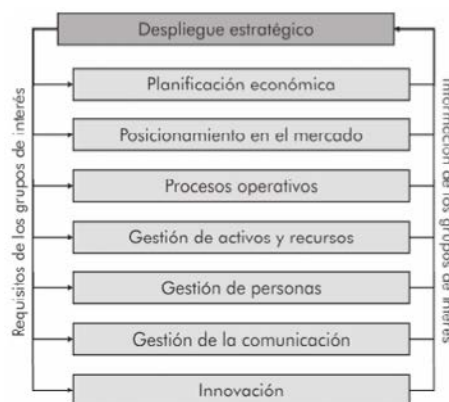 Despliegue estratégico
Requisitos de los grupos de interés
Planificación económica
Posicionamiento en el mercado
Procesos operativos
Gestión de activos y recursos
Gestión de personas
Gestión de la comunicación
Innovación
Información de los grupos de interés